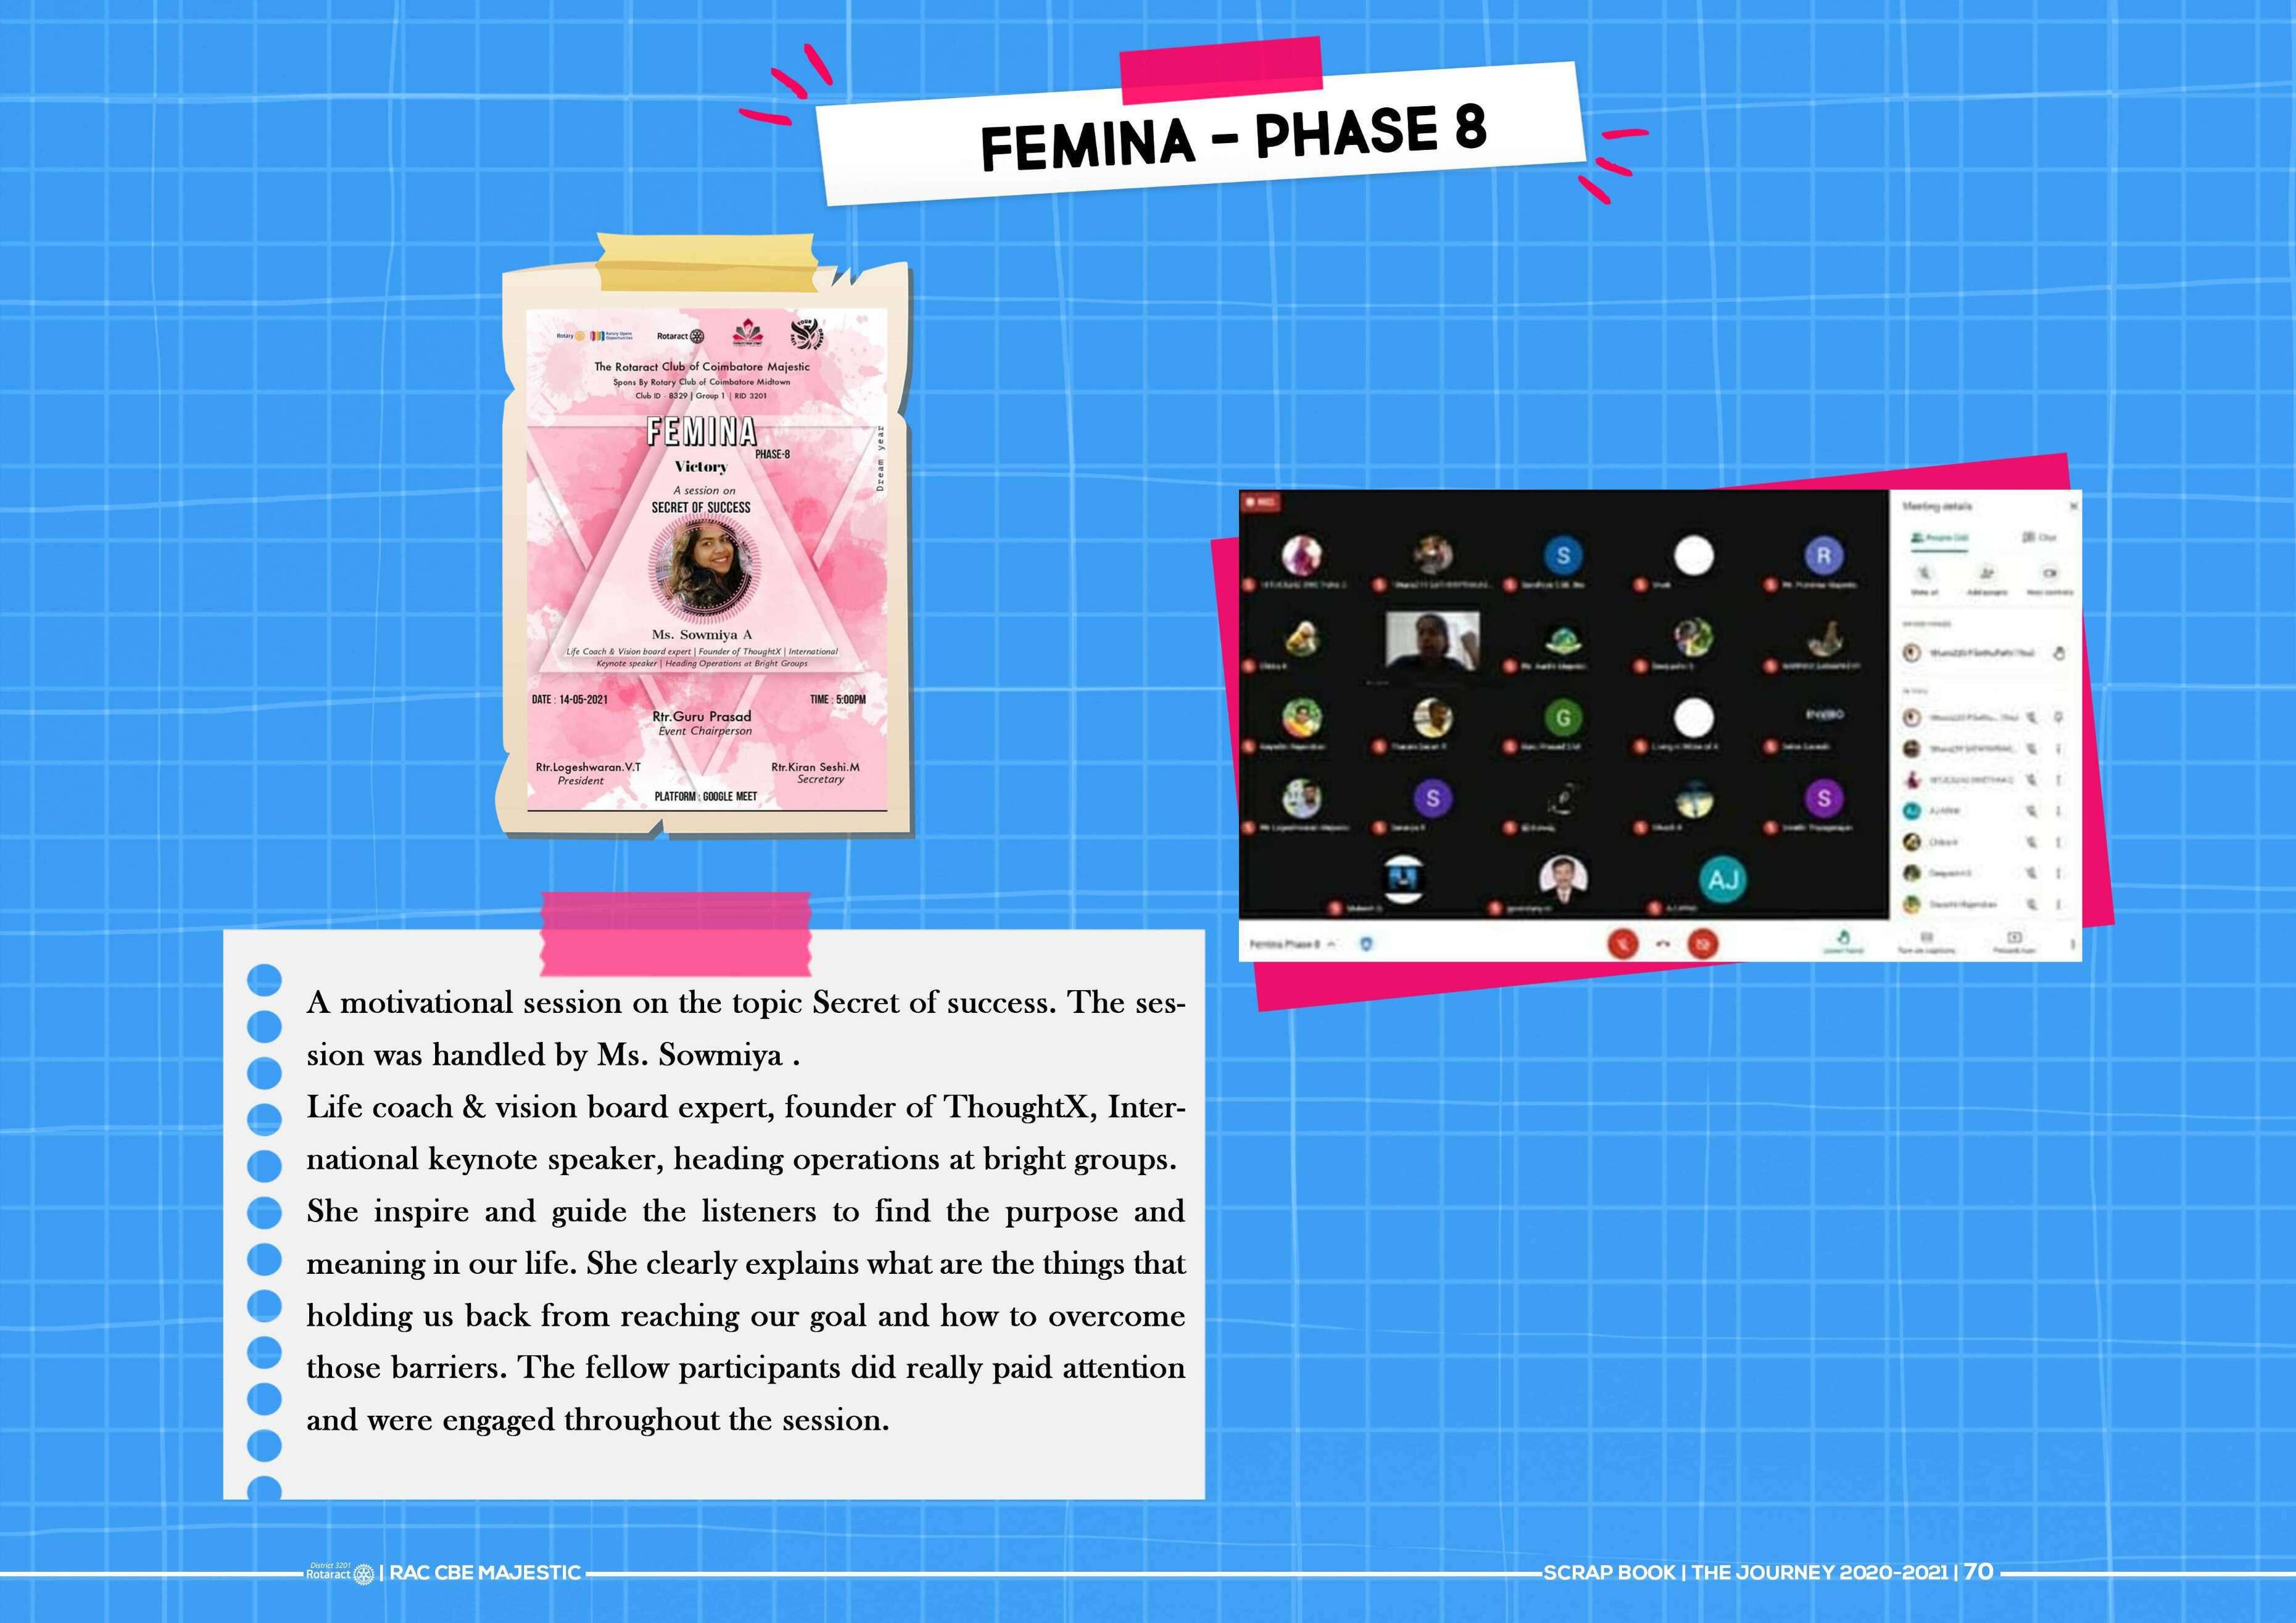 FEMINA - PHASE 8
Rotary
Rotary Opens
Opportunities
Rotaract
The Rotaract Club of Coimbatore Majestic
Spons By Rotary Club of Coimbatore Midtown
Club ID - 8329 | Group 1 | RID 3201
FEMINA
PHASE-8
Dream year
Victory
A session on
SECRET OF SUCCESS
Ms. Sowmiya A
Life Coach & Vision board expert | Founder of ThoughtX | International
Keynote speaker | Heading Operations at Bright Groups
DATE : 14-05-2021
TIME : 5:00PM
Rtr.Guru Prasad
Event Chairperson
Rtr.Logeshwaran.V.T
President
Rtr.Kiran Seshi.M
Secretary
PLATFORM : GOOGLE MEET
REC
Meeting details
Chat
S
R
G
S
S
AJ
Femina Phase 8
A motivational session on the topic Secret of success. The ses-
sion was handled by Ms. Sowmiya .
Life coach & vision board expert, founder of ThoughtX, Inter-
national keynote speaker, heading operations at bright groups.
She inspire and guide the listeners to find the purpose and
meaning in our life. She clearly explains what are the things that
holding us back from reaching our goal and how to overcome
those barriers. The fellow participants did really paid attention
and were engaged throughout the session.
District 3201
Rotaract | RAC CBE MAJESTIC
SCRAP BOOK | THE JOURNEY 2020-2021 | 70